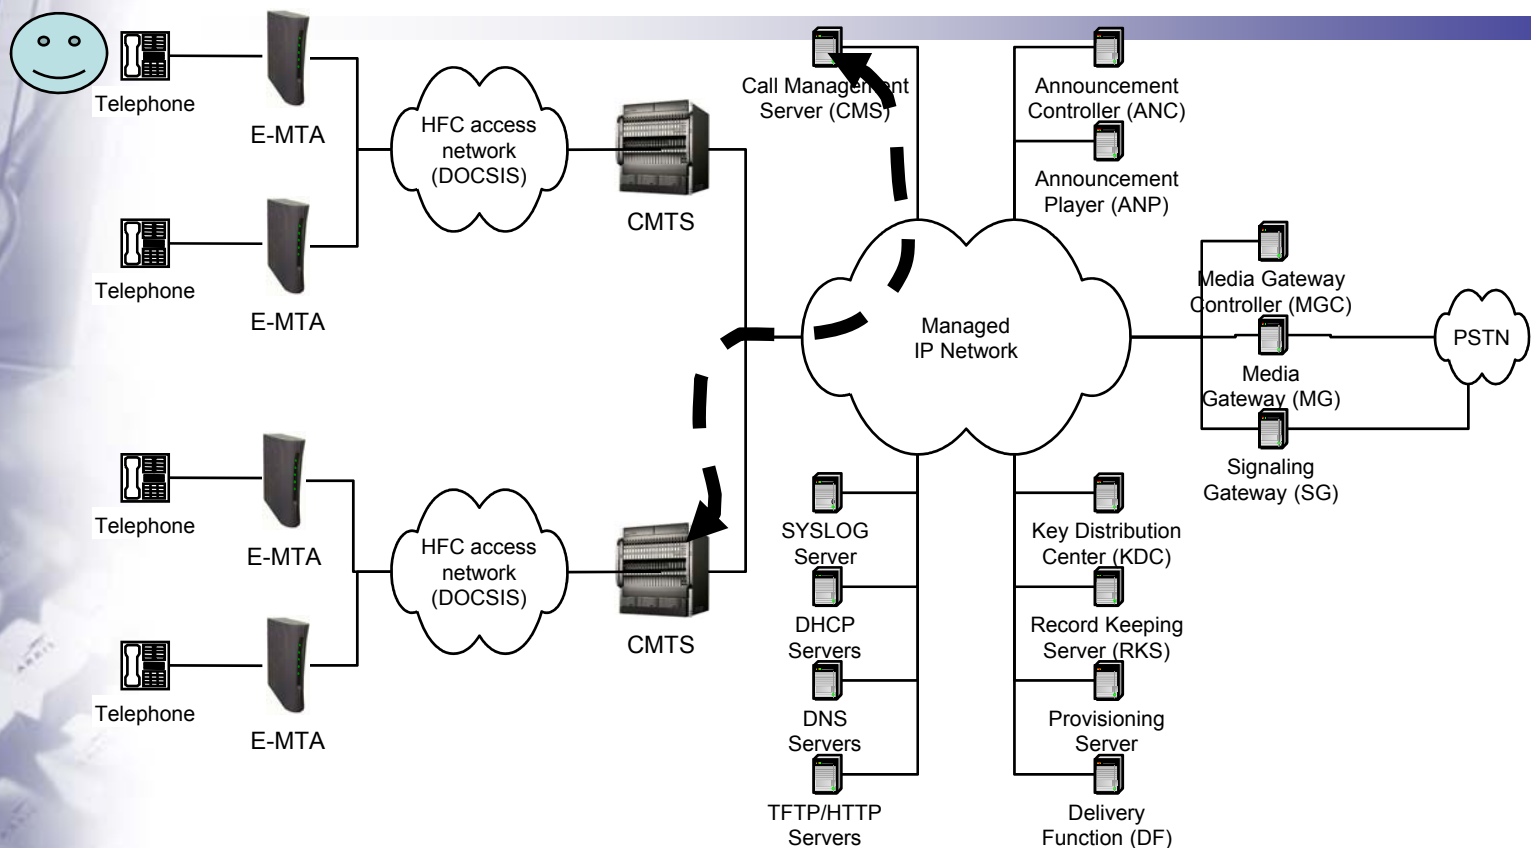 Telephone
E-MTA
Telephone
E-MTA
HFC access
network
(DOCSIS)
CMTS
Call Management
Server (CMS)
Announcement
Controller (ANC)
Announcement
Player (ANP)
Managed
IP Network
Media Gateway
Controller (MGC)
Media
Gateway (MG)
Signaling
Gateway (SG)
PSTN
Telephone
E-MTA
Telephone
E-MTA
HFC access
network
(DOCSIS)
CMTS
SYSLOG
Server
DHCP
Servers
DNS
Servers
TFTP/HTTP
Servers
Key Distribution
Center (KDC)
Record Keeping
Server (RKS)
Provisioning
Server
Delivery
Function (DF)